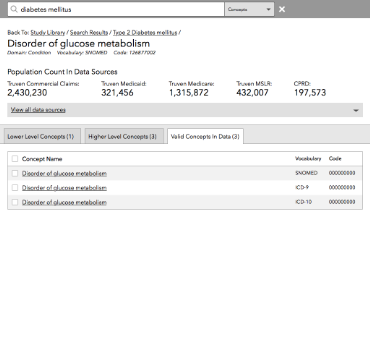 diabetes mellitus Concepts
Back To: Study Library / Search Results / Type 2 Diabetes mellitus /
Disorder of glucose metabolism
Domain: Condition Vocabulary: SNOMED Code: 126877002
Population Count In Data Sources
Truven Commercial Claims: Truven Medicaid: Truven Medicare: Truven MSLR: CPRD:
2,430,230 321,456 1,315,872 432,007 197,573
View all data sources
Lower Level Concepts (1) Higher Level Concepts (3) Valid Concepts In Data (3)
Concept Name Vocabulary Code
Disorder of glucose metabolism SNOMED 000000000
Disorder of glucose metabolism ICD-9 000000000
Disorder of glucose metabolism ICD-10 000000000